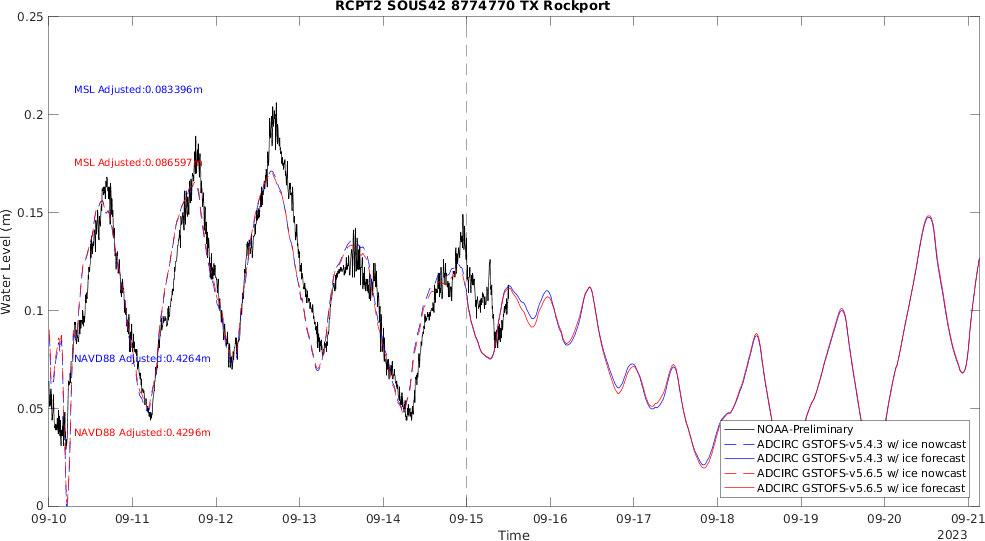 RCPT2 SOUS42 8774770 TX Rockport
0.25
0.2
0.15
0.1
0.05
0
Water Level (m)
MSL Adjusted:0.083396m
MSL Adjusted:0.086597m
NAVD88 Adjusted:0.4264m
NAVD88 Adjusted:0.4296m
NOAA-Preliminary
ADCIRC GSTOFS-v5.4.3 w/ ice nowcast
ADCIRC GSTOFS-v5.4.3 w/ ice forecast
ADCIRC GSTOFS-v5.6.5 w/ ice nowcast
ADCIRC GSTOFS-v5.6.5 w/ ice forecast
09-10 09-11 09-12 09-13 09-14 09-15 09-16 09-17 09-18 09-19 09-20 09-21
Time
2023